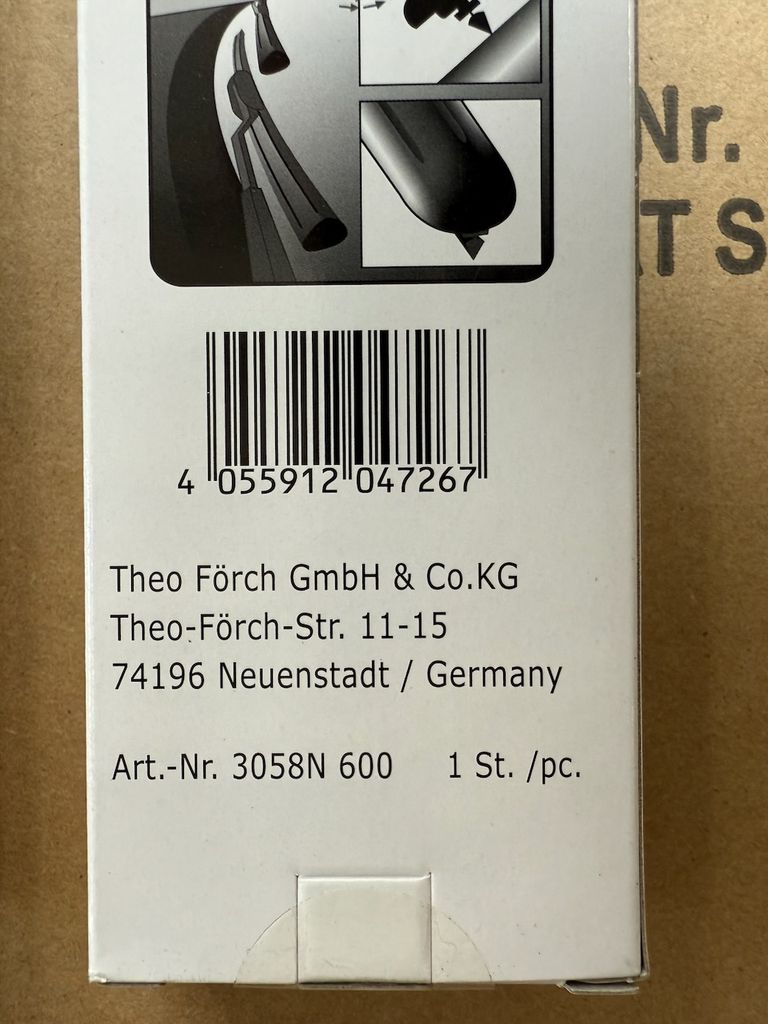 Nr.
T S
4 055912 047267
Theo Förch GmbH & Co.KG
Theo-Förch-Str. 11-15
74196 Neuenstadt / Germany
Art.-Nr. 3058N 600 1 St. /pc.